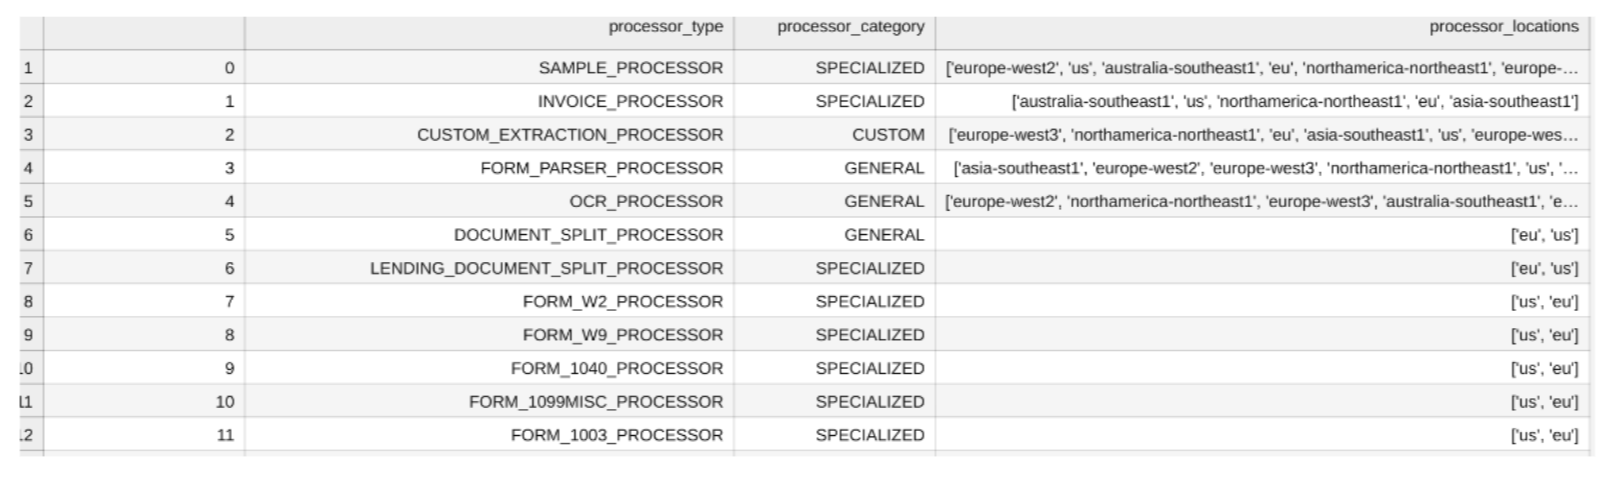 processor_type processor_category processor_locations
1 0 SAMPLE_PROCESSOR SPECIALIZED ['europe-west2', 'us', 'australia-southeast1', 'eu', 'northamerica-northeast1', 'europe-...
2 1 INVOICE_PROCESSOR SPECIALIZED ['australia-southeast1', 'us', 'northamerica-northeast1', 'eu', 'asia-southeast1']
3 2 CUSTOM_EXTRACTION_PROCESSOR CUSTOM ['europe-west3', 'northamerica-northeast1', 'eu', 'asia-southeast1', 'us', 'europe-wes...
4 3 FORM_PARSER_PROCESSOR GENERAL ['asia-southeast1', 'europe-west2', 'europe-west3', 'northamerica-northeast1', 'us', '...
5 4 OCR_PROCESSOR GENERAL ['europe-west2', 'northamerica-northeast1', 'europe-west3', 'australia-southeast1', 'e...
6 5 DOCUMENT_SPLIT_PROCESSOR GENERAL ['eu', 'us']
7 6 LENDING_DOCUMENT_SPLIT_PROCESSOR SPECIALIZED ['eu', 'us']
8 7 FORM_W2_PROCESSOR SPECIALIZED ['us', 'eu']
9 8 FORM_W9_PROCESSOR SPECIALIZED ['us', 'eu']
10 9 FORM_1040_PROCESSOR SPECIALIZED ['us', 'eu']
11 10 FORM_1099MISC_PROCESSOR SPECIALIZED ['us', 'eu']
12 11 FORM_1003_PROCESSOR SPECIALIZED ['us', 'eu']